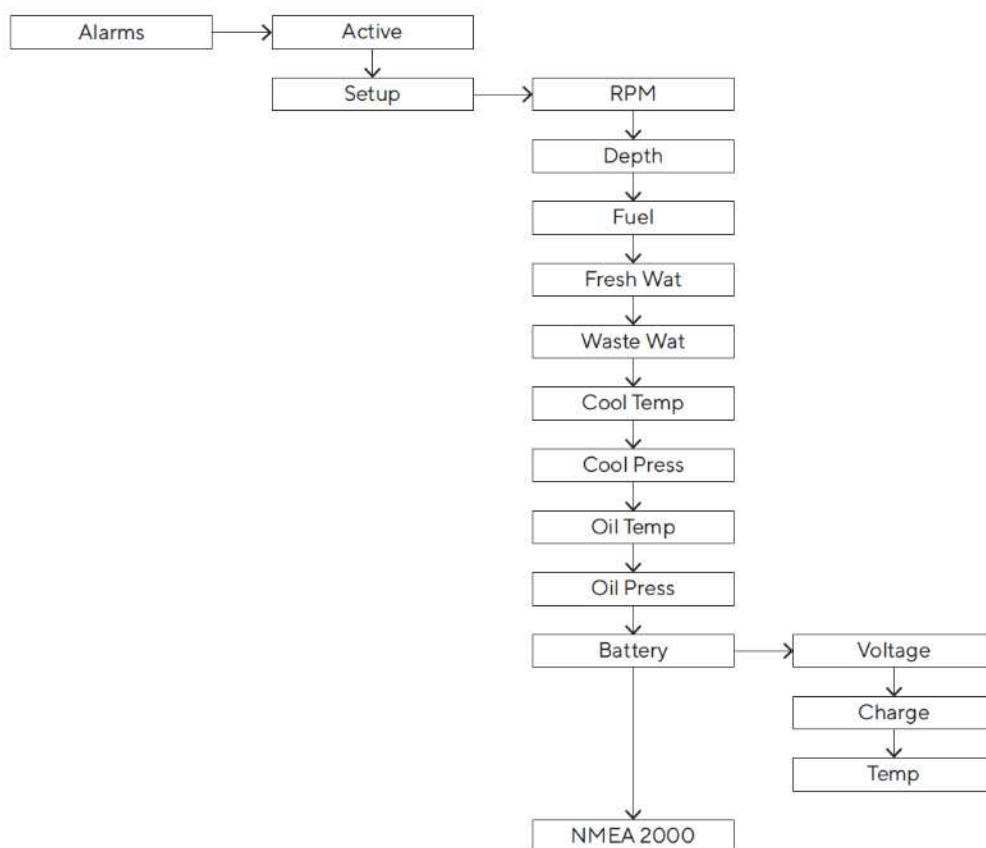 Alarms
Active
Setup
RPM
Depth
Fuel
Fresh Wat
Waste Wat
Cool Temp
Cool Press
Oil Temp
Oil Press
Battery
Voltage
Charge
Temp
NMEA 2000